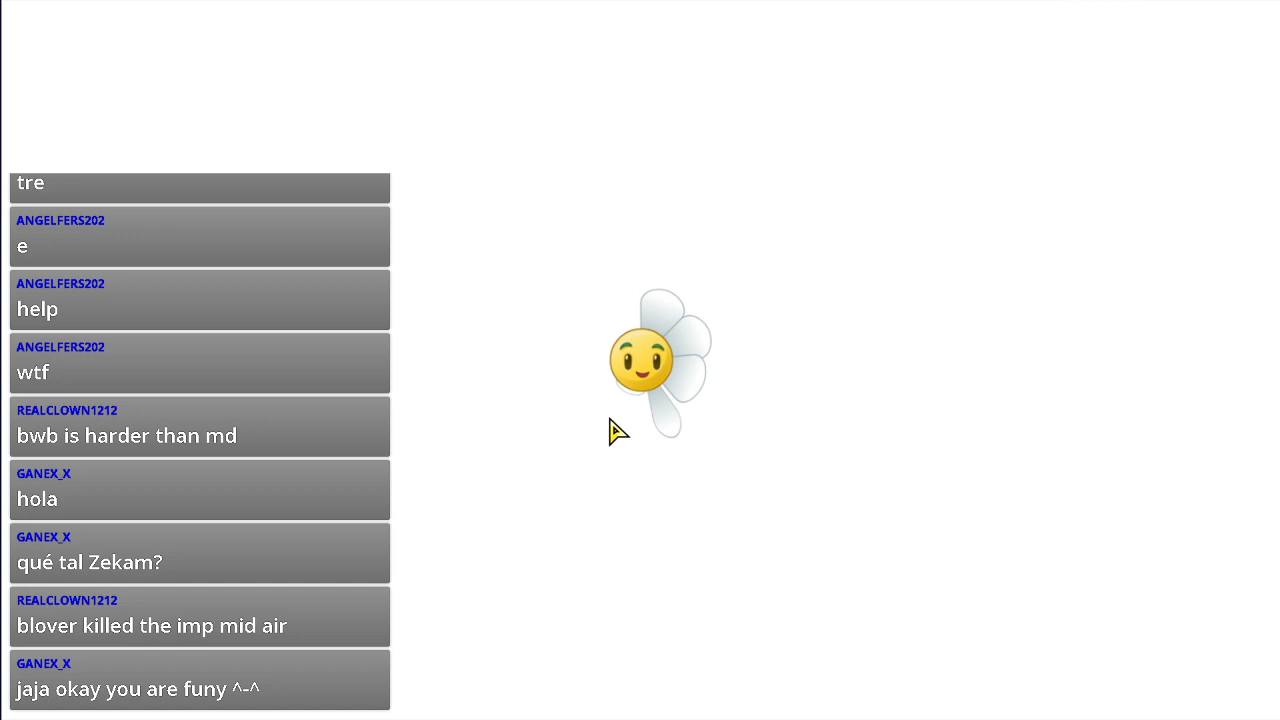 tre
ANGELFERS202
e
ANGELFERS202
help
ANGELFERS202
wtf
REALCLOWN1212
bwb is harder than md
GANEX_X
hola
GANEX_X
qué tal Zekam?
REALCLOWN1212
blover killed the imp mid air
GANEX_X
jaja okay you are funy ^-^